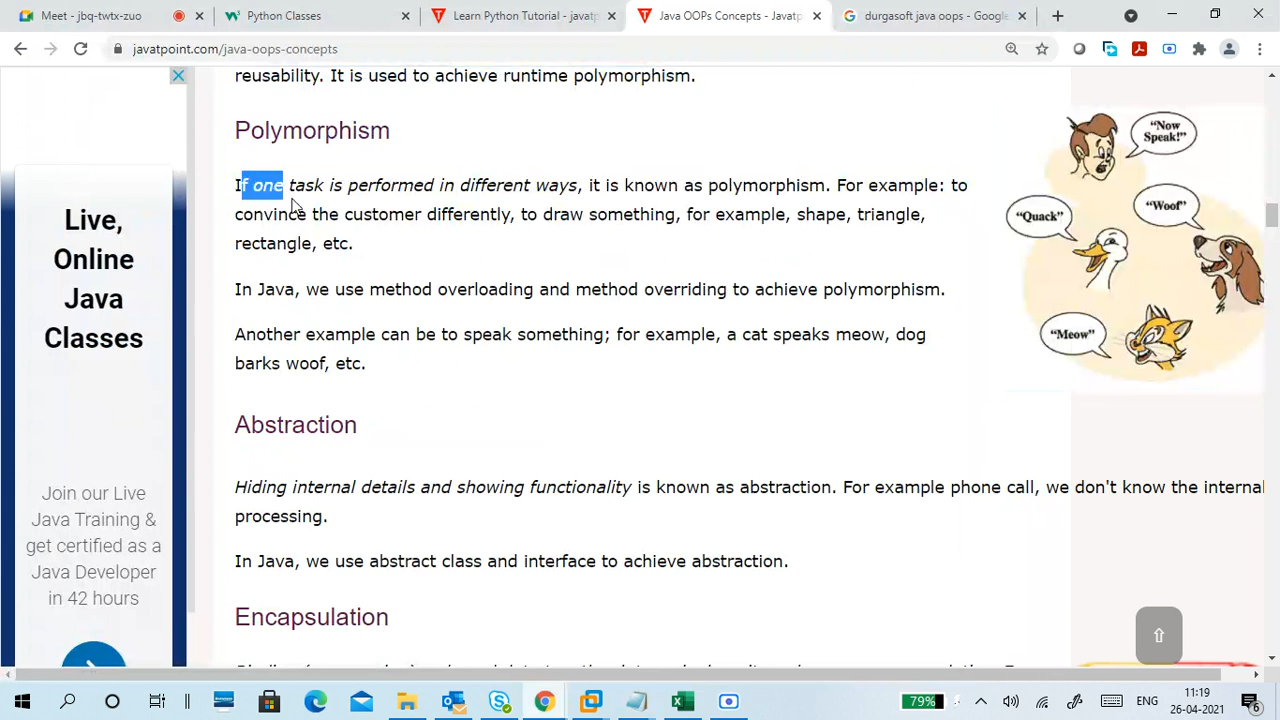 Meet - jbq-twtx-zuo
Python Classes
Learn Python Tutorial - javatp
Java OOPs Concepts - Javatpoint
durgasoft java oops - Google
javatpoint.com/java-oops-concepts
reusability. It is used to achieve runtime polymorphism.
Polymorphism
If one task is performed in different ways, it is known as polymorphism. For example: to
convince the customer differently, to draw something, for example, shape, triangle,
rectangle, etc.
In Java, we use method overloading and method overriding to achieve polymorphism.
Another example can be to speak something; for example, a cat speaks meow, dog
barks woof, etc.
"Now
Speak!"
"Quack"
"Woof"
"Meow"
Abstraction
Hiding internal details and showing functionality is known as abstraction. For example phone call, we don't know the internal
processing.
In Java, we use abstract class and interface to achieve abstraction.
Encapsulation
Live,
Online
Java
Classes
Join our Live
Java Training &
get certified as a
Java Developer
in 42 hours
79%
ENG
11:19
26-04-2021
6